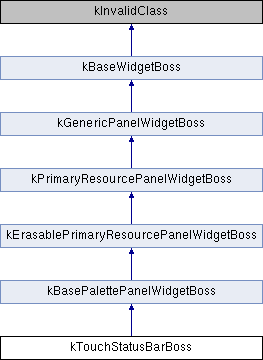 kInvalidClass
kBaseWidgetBoss
kGenericPanelWidgetBoss
kPrimaryResourcePanelWidgetBoss
kErasablePrimaryResourcePanelWidgetBoss
kBasePalettePanelWidgetBoss
kTouchStatusBarBoss